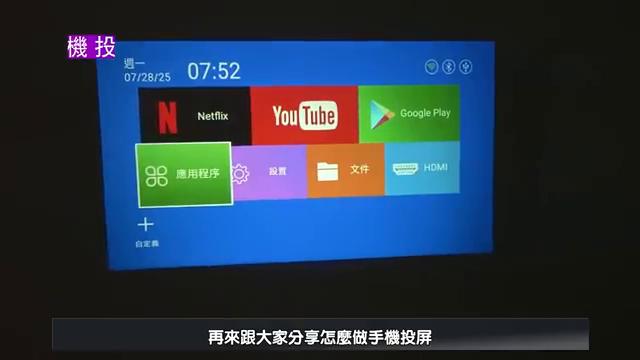 機投
週一
07/28/25
07:52
Netflix
YouTube
Google Play
應用程序
設置
文件
HDMI
自定義
再來跟大家分享怎麼做手機投屏